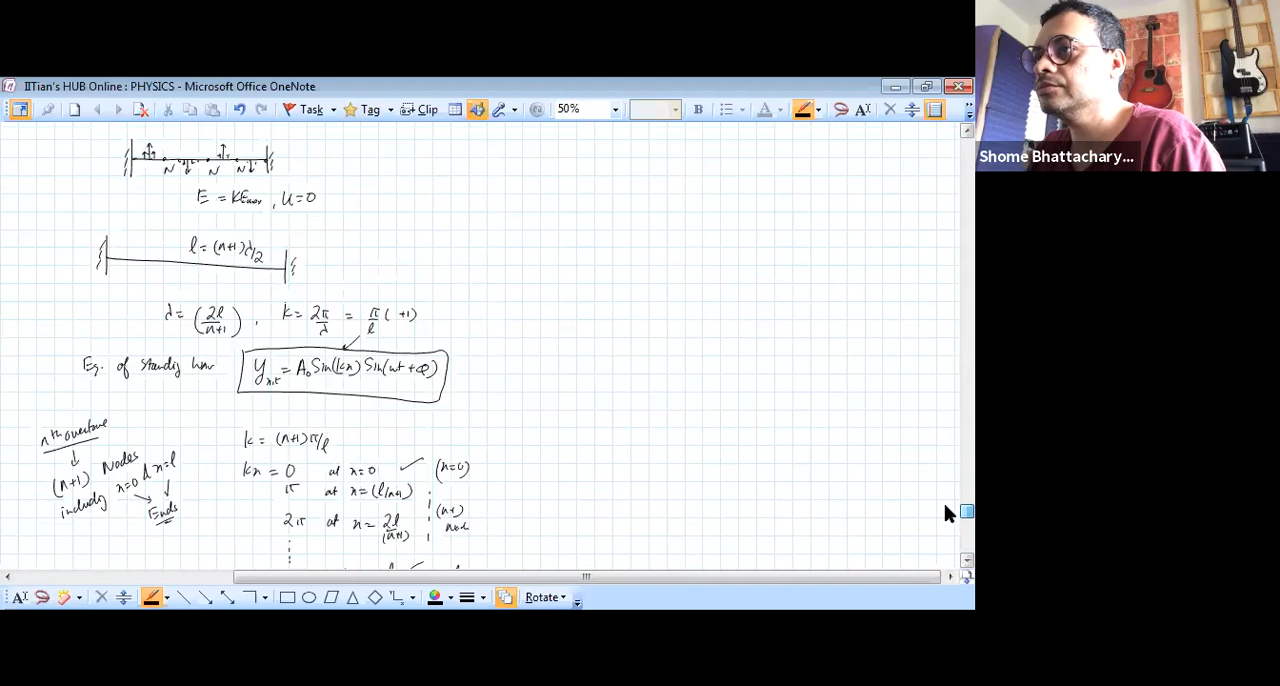 IITian's HUB Online : PHYSICS - Microsoft Office OneNote
Task
Tag
Clip
50%
B
A
Shome Bhattachary...
N N N
E = KEmax , U = 0
l = (n+1)λ/2
λ = (2l/n+1) , k = 2π/λ = π/l ( +1)
Eq. of Standing
y x,t = A₀ Sin(kx) Sin(ωt + φ)
nth overtone
↓
(n+1) Nodes
including x=0 & x=l
Ends
k = (n+1)π/l
kx = 0 at x=0 ✓ (n=0)
π at x = (l/n+1)
2π at x = 2l/(n+1) (n+1)
Rotate